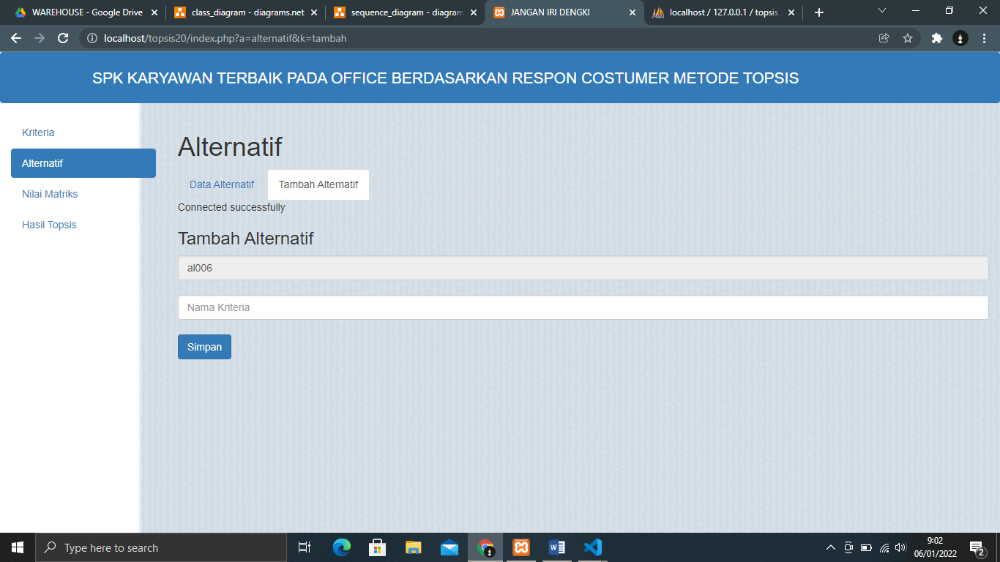 WAREHOUSE - Google Drive
class_diagram - diagrams.net
sequence_diagram - diagram
JANGAN IRI DENGKI
localhost / 127.0.0.1 / topsis
localhost/topsis20/index.php?a=alternatif&k=tambah
SPK KARYAWAN TERBAIK PADA OFFICE BERDASARKAN RESPON COSTUMER METODE TOPSIS
Kriteria
Alternatif
Nilai Matriks
Hasil Topsis
Alternatif
Data Alternatif
Tambah Alternatif
Connected successfully
Tambah Alternatif
al006
Nama Kriteria
Simpan
Type here to search
9:02
06/01/2022
2